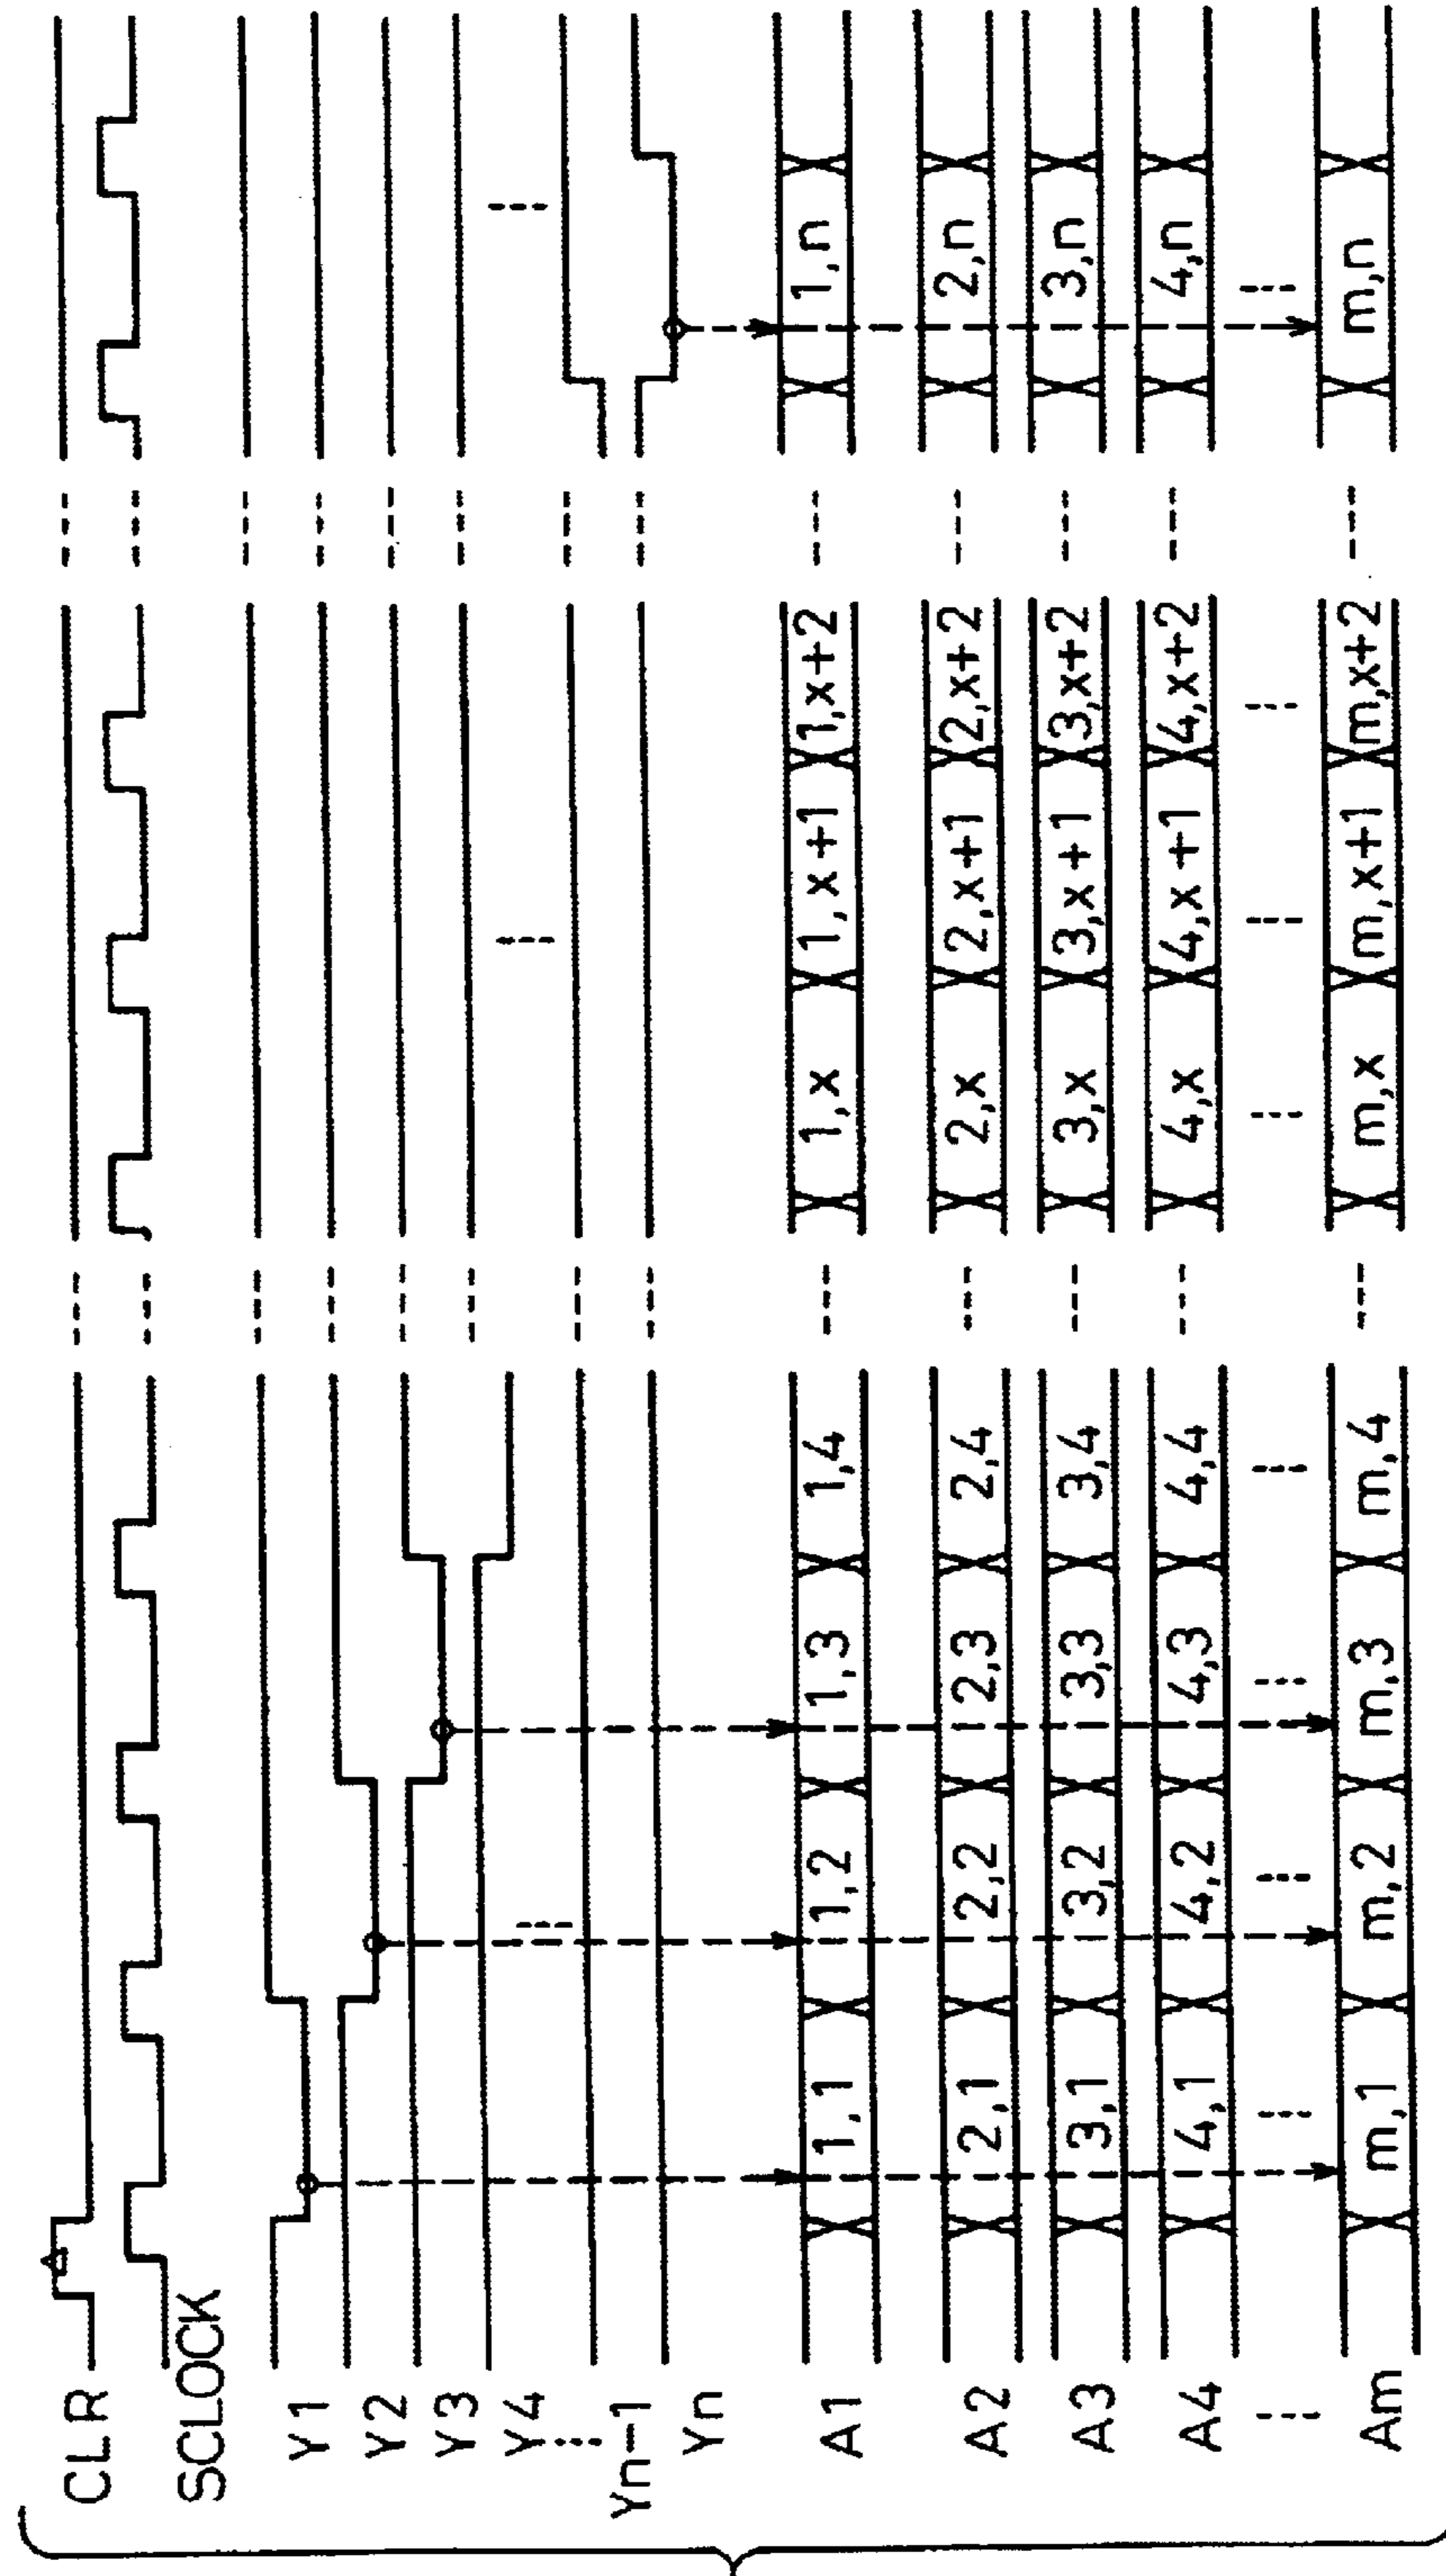 CLR
SCLOCK
Y1
Y2
Y3
Y4
Yn-1
Yn
A1 1,1 1,2 1,3 1,4 1,x 1,x+1 1,x+2 1,n
A2 2,1 2,2 2,3 2,4 2,x 2,x+1 2,x+2 2,n
A3 3,1 3,2 3,3 3,4 3,x 3,x+1 3,x+2 3,n
A4 4,1 4,2 4,3 4,4 4,x 4,x+1 4,x+2 4,n
Am m,1 m,2 m,3 m,4 m,x m,x+1 m,x+2 m,n